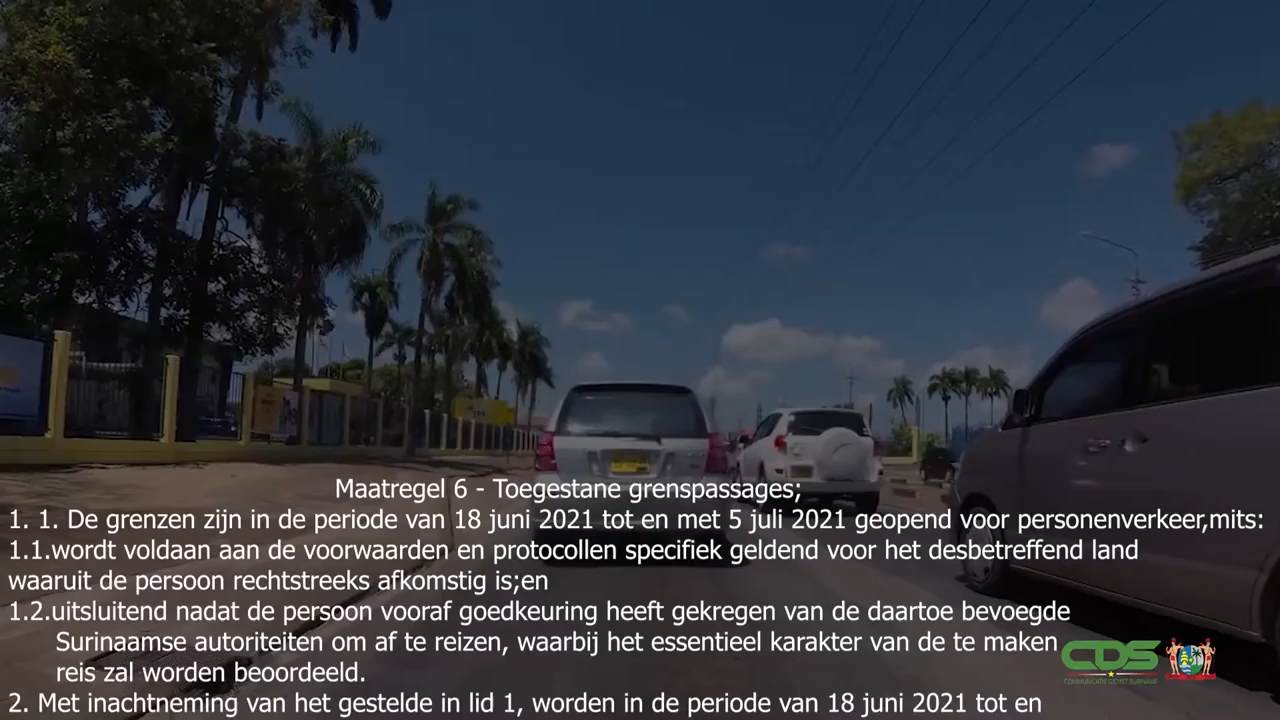 Maatregel 6 - Toegestane grenspassages;
1. 1. De grenzen zijn in de periode van 18 juni 2021 tot en met 5 juli 2021 geopend voor personenverkeer,mits:
1.1.wordt voldaan aan de voorwaarden en protocollen specifiek geldend voor het desbetreffend land
waaruit de persoon rechtstreeks afkomstig is;en
1.2.uitsluitend nadat de persoon vooraf goedkeuring heeft gekregen van de daartoe bevoegde
Surinaamse autoriteiten om af te reizen, waarbij het essentieel karakter van de te maken
reis zal worden beoordeeld.
CDS
COMMUNICATIE DIENST SURINAME
2. Met inachtneming van het gestelde in lid 1, worden in de periode van 18 juni 2021 tot en